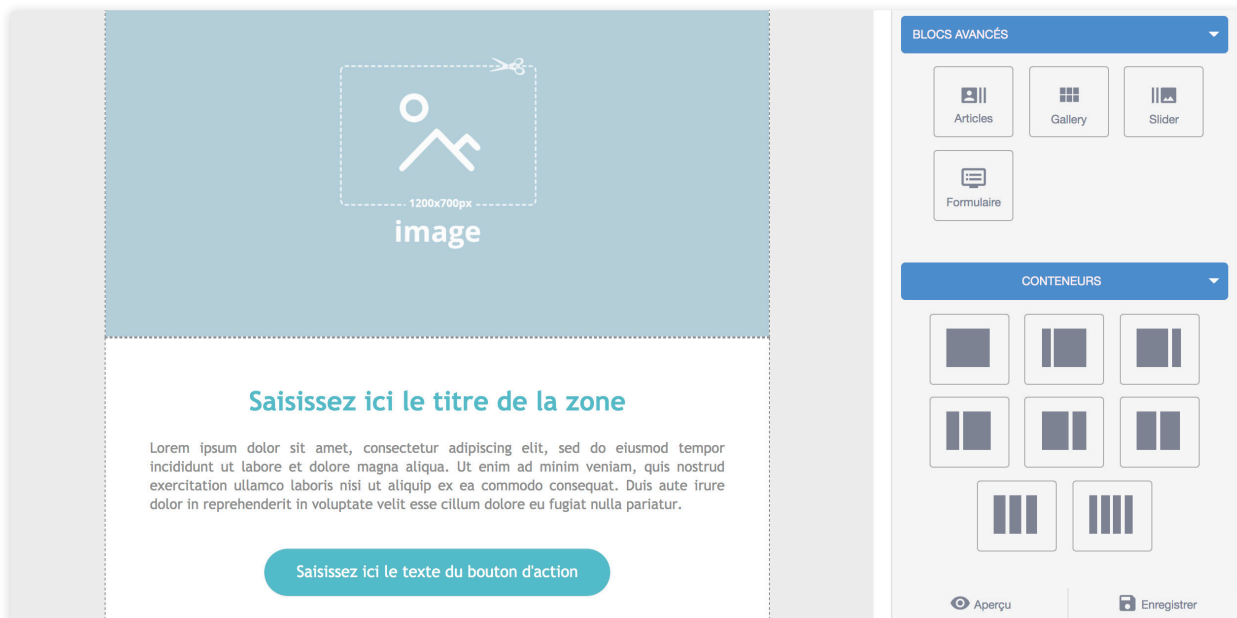 1200x700px
image
Saisissez ici le titre de la zone
Lorem ipsum dolor sit amet, consectetur adipiscing elit, sed do eiusmod tempor
incididunt ut labore et dolore magna aliqua. Ut enim ad minim veniam, quis nostrud
exercitation ullamco laboris nisi ut aliquip ex ea commodo consequat. Duis aute irure
dolor in reprehenderit in voluptate velit esse cillum dolore eu fugiat nulla pariatur.
Saisissez ici le texte du bouton d'action
BLOCS AVANCÉS
Articles
Gallery
Slider
Formulaire
CONTENEURS
Aperçu
Enregistrer